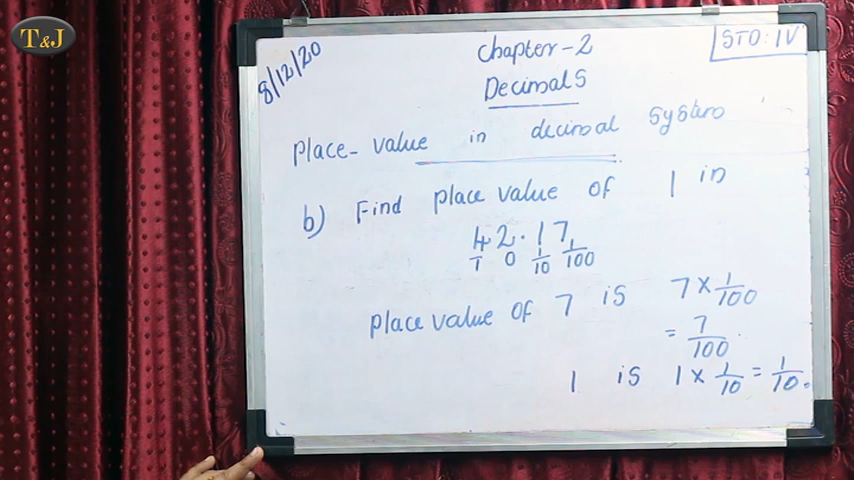 T&J
8/12/20
Chapter-2
STD: IV
Decimals
Place-value in decimal system
b) Find place value of 1 in
42.17
T O 1/10 1/100
Place value of 7 is 7 × 1/100
= 7/100.
1 is 1 × 1/10 = 1/10.